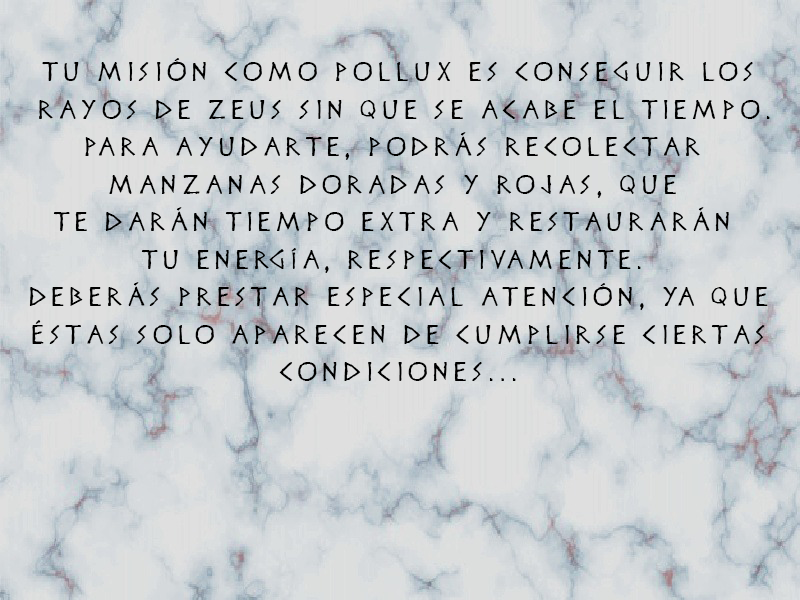 TU MISIÓN COMO POLLUX ES CONSEGUIR LOS
RAYOS DE ZEUS SIN QUE SE ACABE EL TIEMPO.
PARA AYUDARTE, PODRÁS RECOLECTAR
MANZANAS DORADAS Y ROJAS, QUE
TE DARÁN TIEMPO EXTRA Y RESTAURARÁN
TU ENERGÍA, RESPECTIVAMENTE.
DEBERÁS PRESTAR ESPECIAL ATENCIÓN, YA QUE
ÉSTAS SOLO APARECEN DE CUMPLIRSE CIERTAS
CONDICIONES...